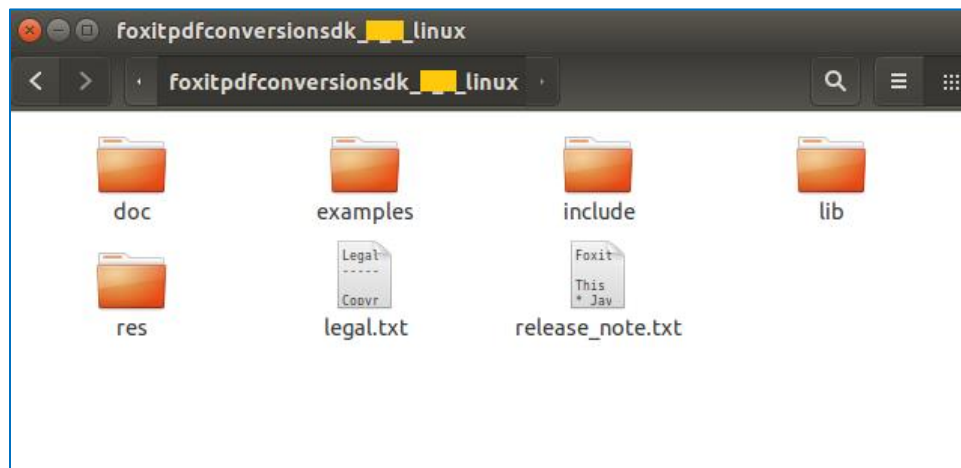 foxitpdfconversionsdk_ _linux
foxitpdfconversionsdk_ _linux
doc
examples
include
lib
res
Legal
-----
Copyr
legal.txt
Foxit
This
* Jav
release_note.txt